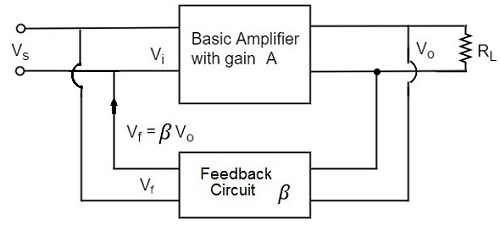 Basic Amplifier
with gain A
Vs
Vi
Vo
RL
Vf = β Vo
Vf
Feedback
Circuit β